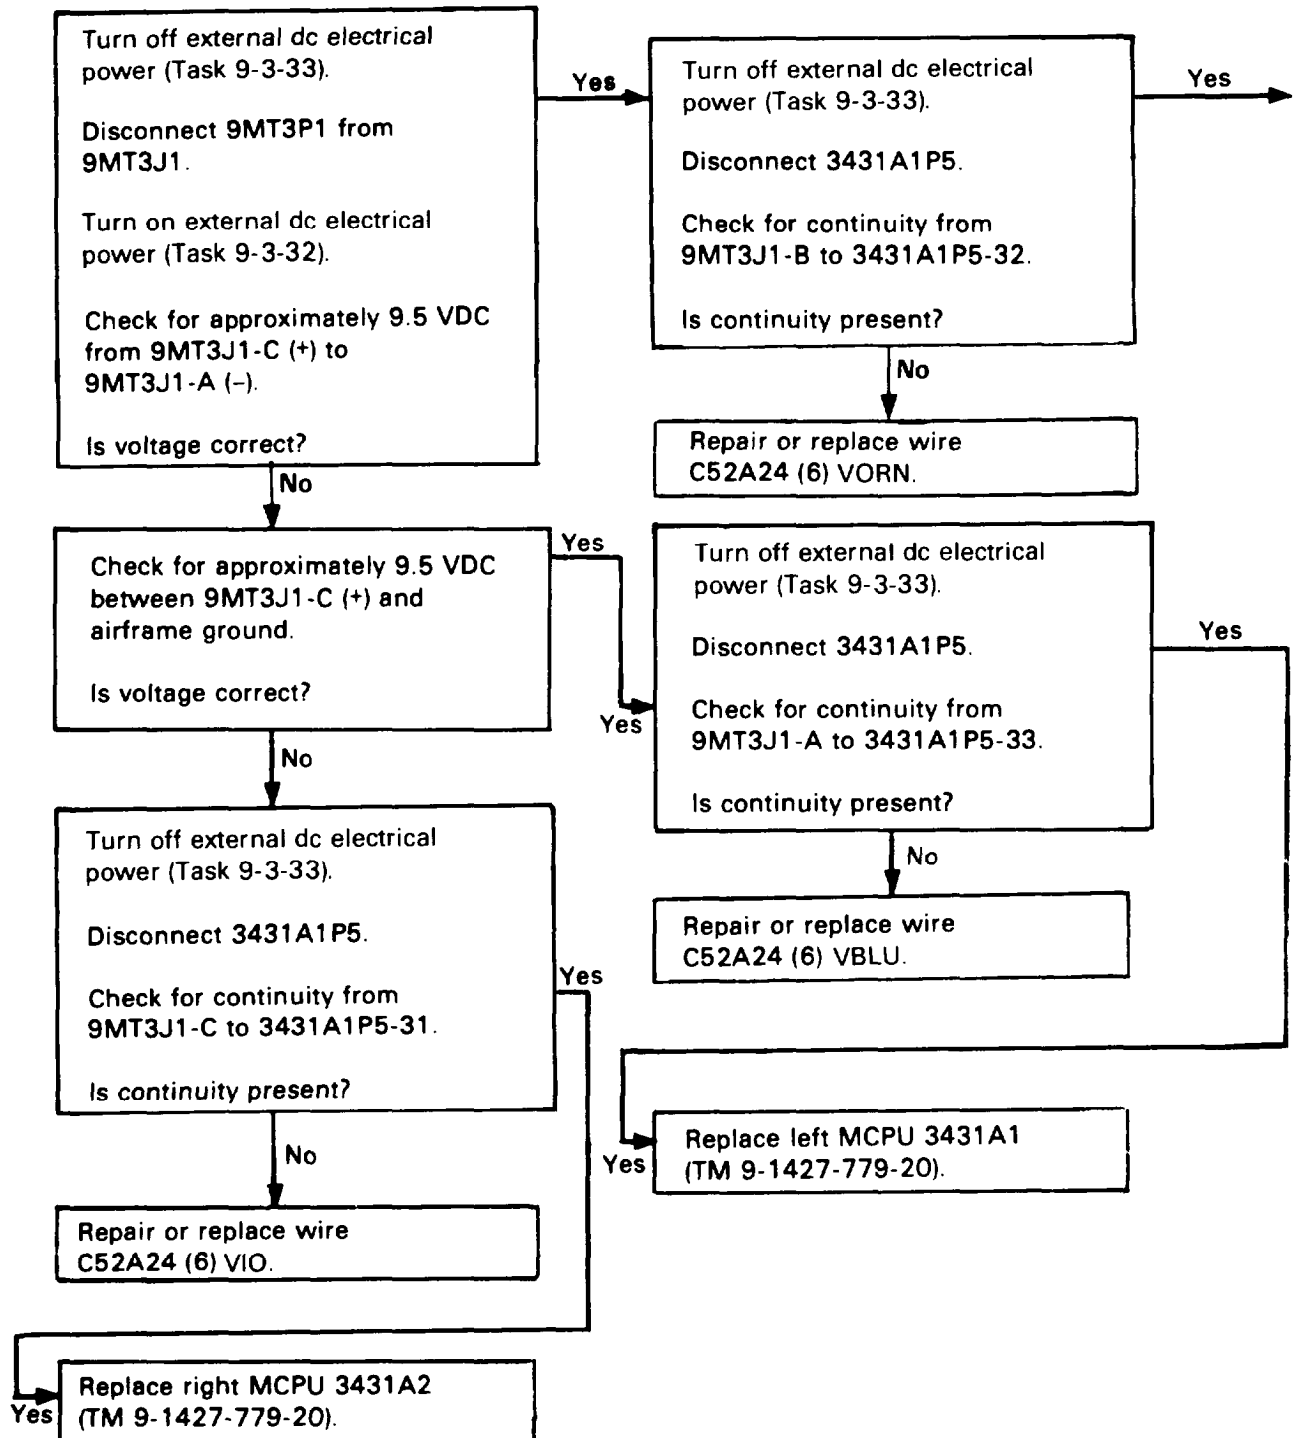 Turn off external dc electrical
power (Task 9-3-33).
Disconnect 9MT3P1 from
9MT3J1.
Turn on external dc electrical
power (Task 9-3-32).
Check for approximately 9.5 VDC
from 9MT3J1-C (+) to
9MT3J1-A (–).
Is voltage correct?
Yes
Turn off external dc electrical
power (Task 9-3-33).
Disconnect 3431A1P5.
Check for continuity from
9MT3J1-B to 3431A1P5-32.
Is continuity present?
Yes
No
Repair or replace wire
C52A24 (6) VORN.
No
Check for approximately 9.5 VDC
between 9MT3J1-C (+) and
airframe ground.
Is voltage correct?
Yes
Yes
Turn off external dc electrical
power (Task 9-3-33).
Disconnect 3431A1P5.
Check for continuity from
9MT3J1-A to 3431A1P5-33.
Is continuity present?
Yes
No
Repair or replace wire
C52A24 (6) VBLU.
Yes
Replace left MCPU 3431A1
(TM 9-1427-779-20).
No
Turn off external dc electrical
power (Task 9-3-33).
Disconnect 3431A1P5.
Check for continuity from
9MT3J1-C to 3431A1P5-31.
Is continuity present?
Yes
No
Repair or replace wire
C52A24 (6) VIO.
Yes
Replace right MCPU 3431A2
(TM 9-1427-779-20).